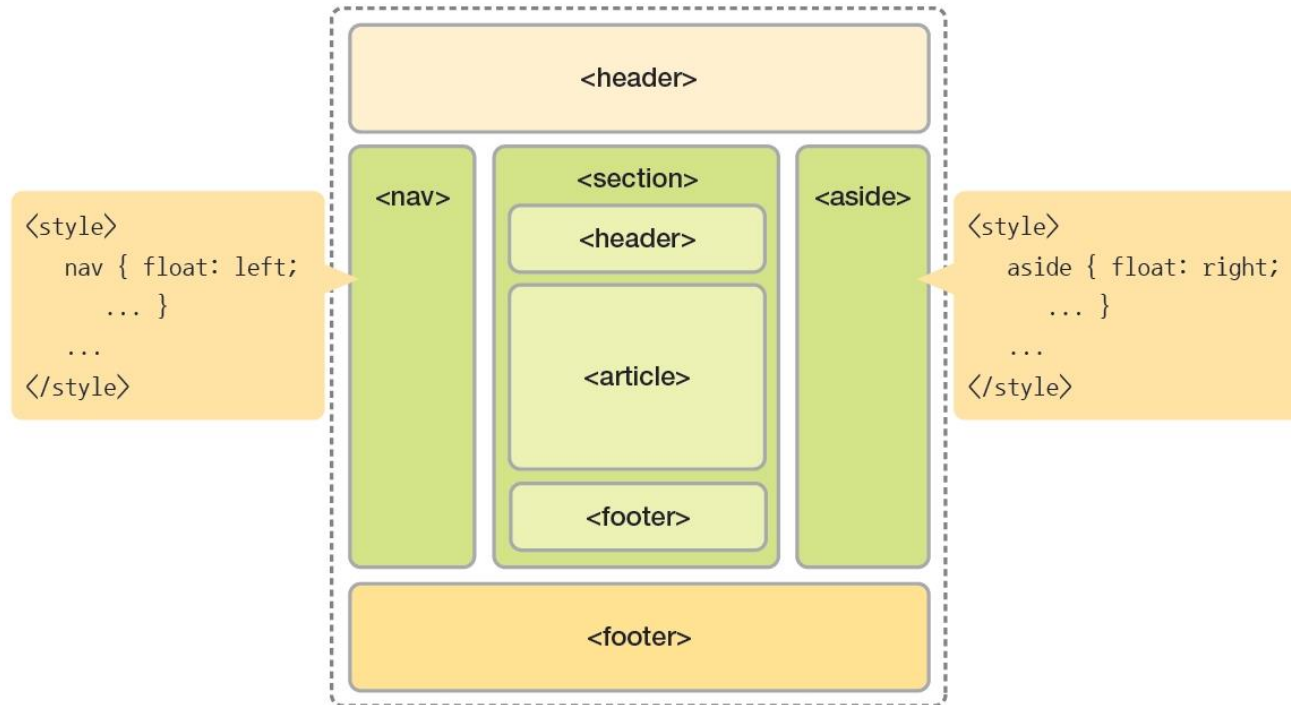 <header>
<nav>
<section>
<aside>
<header>
<article>
<footer>
<footer>
<style>
nav { float: left;
... }
...
</style>
<style>
aside { float: right;
... }
...
</style>